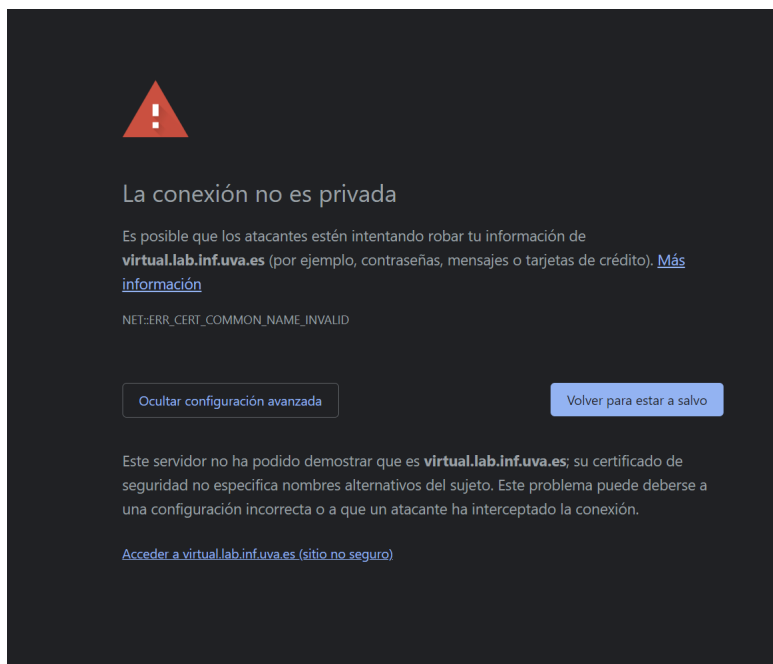 La conexión no es privada
Es posible que los atacantes estén intentando robar tu información de
virtual.lab.inf.uva.es (por ejemplo, contraseñas, mensajes o tarjetas de crédito). Más
información
NET::ERR_CERT_COMMON_NAME_INVALID
Ocultar configuración avanzada
Volver para estar a salvo
Este servidor no ha podido demostrar que es virtual.lab.inf.uva.es; su certificado de
seguridad no especifica nombres alternativos del sujeto. Este problema puede deberse a
una configuración incorrecta o a que un atacante ha interceptado la conexión.
Acceder a virtual.lab.inf.uva.es (sitio no seguro)